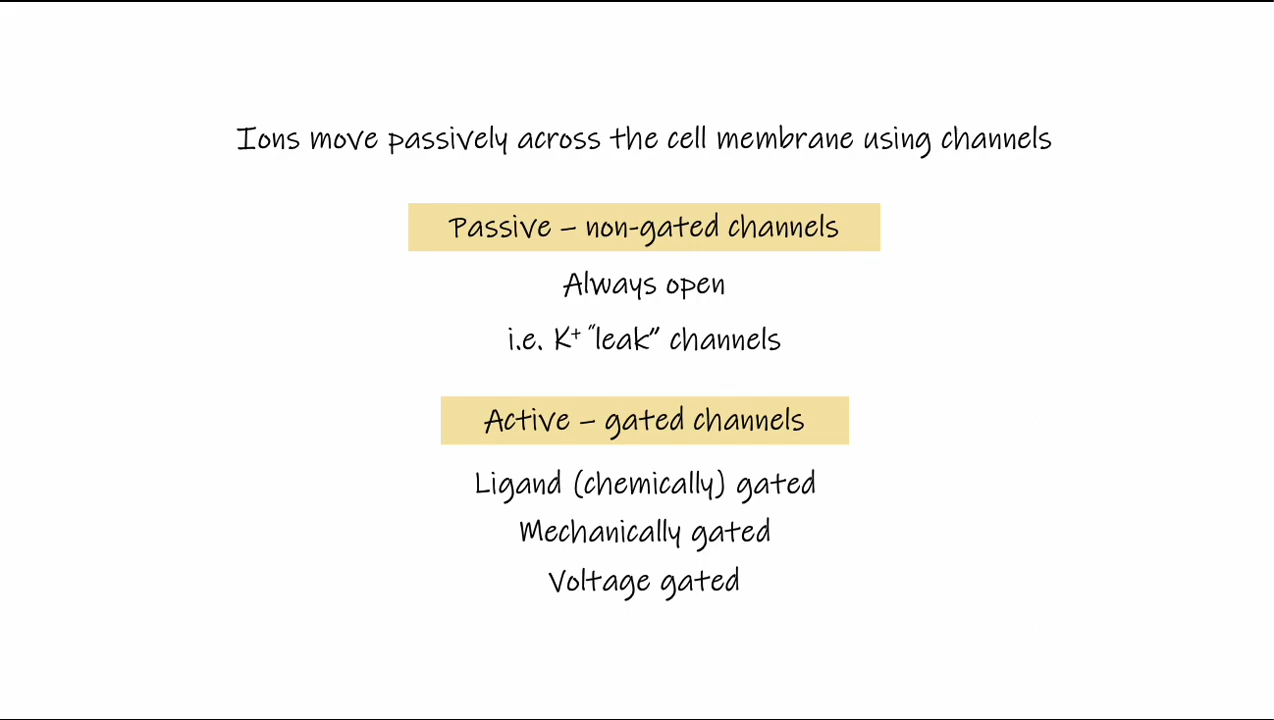 Ions move passively across the cell membrane using channels
Passive – non-gated channels
Always open
i.e. K⁺ “leak” channels
Active – gated channels
Ligand (chemically) gated
Mechanically gated
Voltage gated